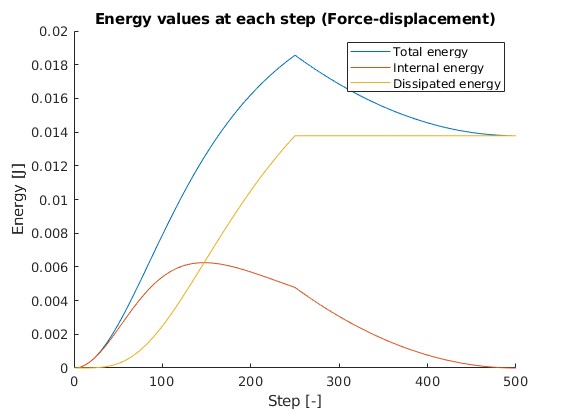 Energy values at each step (Force-displacement)
Total energy
Internal energy
Dissipated energy
Energy [J]
0.02
0.018
0.016
0.014
0.012
0.01
0.008
0.006
0.004
0.002
0
0 100 200 300 400 500
Step [-]